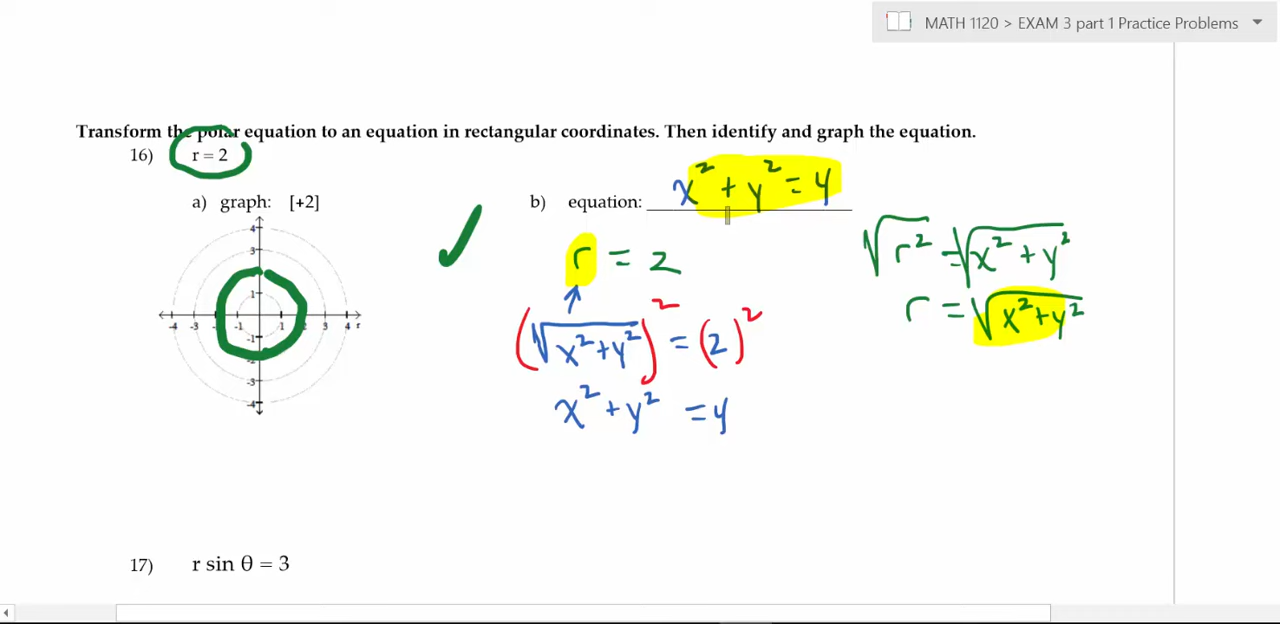 MATH 1120 > EXAM 3 part 1 Practice Problems
Transform the polar equation to an equation in rectangular coordinates. Then identify and graph the equation.
16) r = 2
a) graph: [+2]
b) equation: x² + y² = 4
4
3
1
-4 -3 -1 1 2 3 4 r
-1
-2
-3
-4
r = 2
(√x²+y²)² = (2)²
x² + y² = 4
√r² = √x² + y²
r = √x²+y²
17) r sin θ = 3